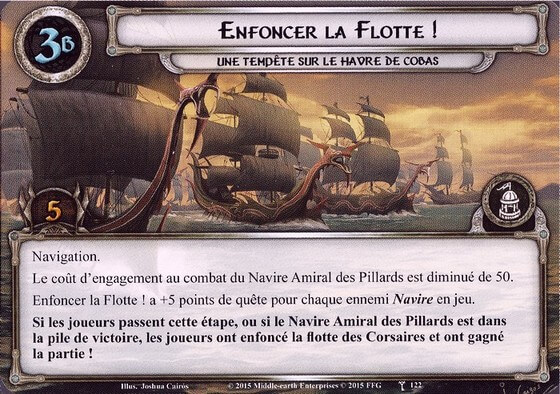 3B
ENFONCER LA FLOTTE !
UNE TEMPÊTE SUR LE HAVRE DE COBAS
5
Navigation.
Le coût d'engagement au combat du Navire Amiral des Pillards est diminué de 50.
Enfoncer la Flotte ! a +5 points de quête pour chaque ennemi Navire en jeu.
Si les joueurs passent cette étape, ou si le Navire Amiral des Pillards est dans
la pile de victoire, les joueurs ont enfoncé la flotte des Corsaires et ont gagné
la partie !
Illus. Joshua Cairós © 2015 Middle-earth Enterprises © 2015 FFG 122